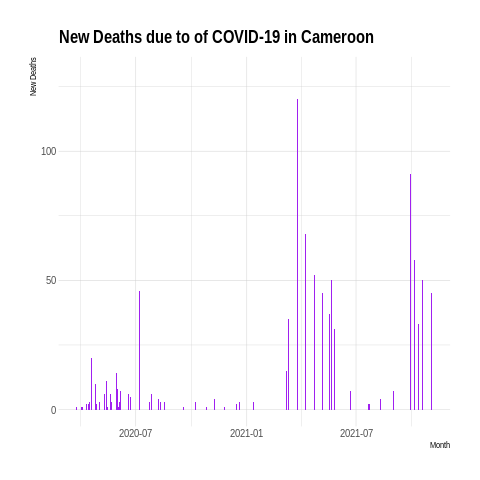 New Deaths due to of COVID-19 in Cameroon
New Deaths
100
50
0
2020-07
2021-01
2021-07
Month